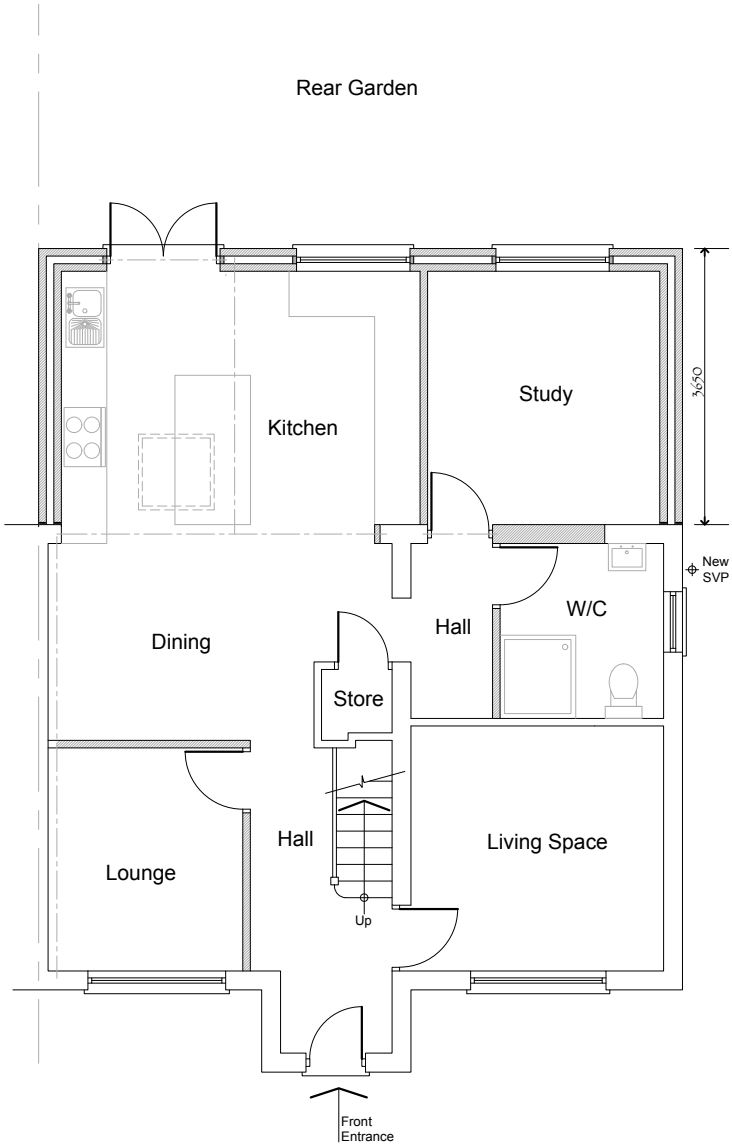 Rear Garden
3650
Study
Kitchen
New
SVP
W/C
Hall
Dining
Store
Hall
Living Space
Lounge
Up
Front
Entrance